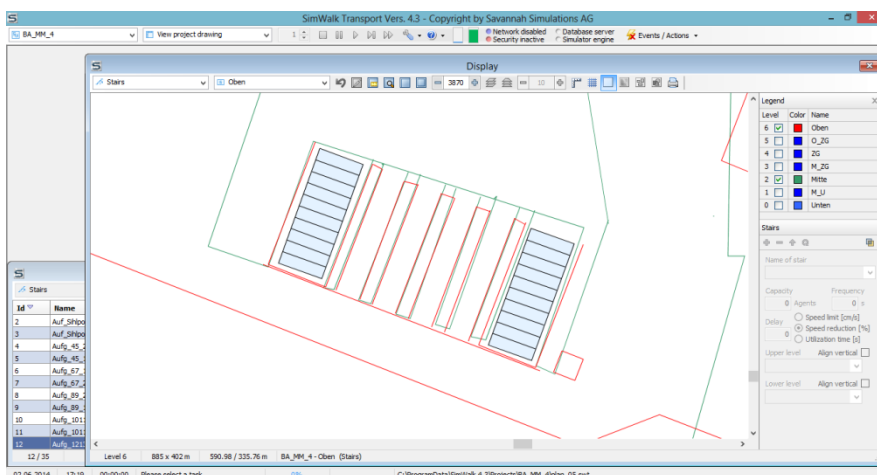 SimWalk Transport Vers. 4.3 - Copyright by Savannah Simulations AG
BA_MM_4
View project drawing
1
Network disabled
Security inactive
Database server
Simulator engine
Events / Actions
Display
Stairs
Oben
3870
10
Legend
X
Level Color Name
6 Oben
5 O_ZG
4 ZG
3 M_ZG
2 Mitte
1 M_U
0 Unten
Stairs
Name of stair
Capacity Frequency
0 Agents 0 s
Delay
Speed limit [cm/s]
0
Speed reduction [%]
Utilization time [s]
Upper level Align vertical
Lower level Align vertical
Stairs
Id Name
2 Auf_Sihlpo
3 Auf_Sihlpo
4 Aufg_45_
5 Aufg_45_
6 Aufg_67_
7 Aufg_67_
8 Aufg_89_
9 Aufg_89_
10 Aufg_101
11 Aufg_101
12 Aufg_121
12 / 35
Level 6 885 x 402 m 590.98 / 335.76 m BA_MM_4 - Oben (Stairs)
02.06.2014 17:19 00:00:00 Please select a task